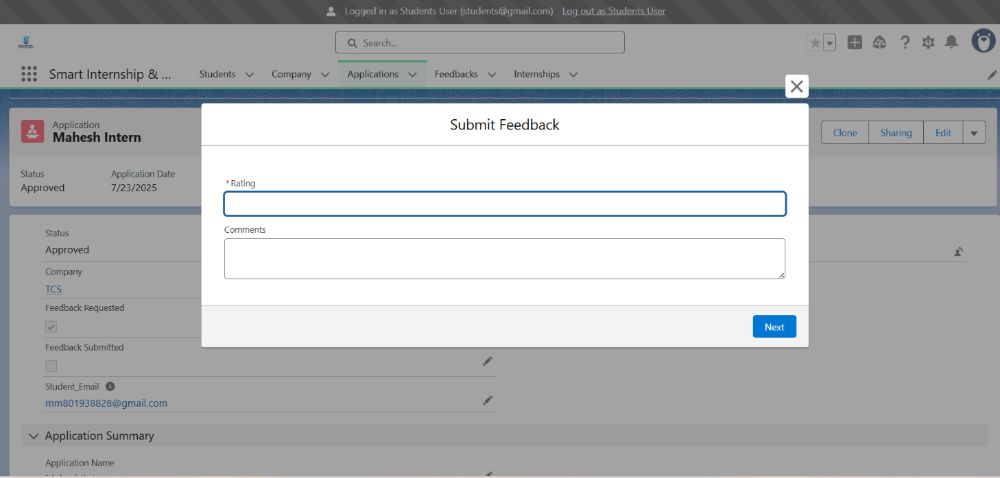 Logged in as Students User (students@gmail.com) Log out as Students User
Search...
Smart Internship & ... Students Company Applications Feedbacks Internships
Application
Mahesh Intern
Clone Sharing Edit
Status Application Date
Approved 7/23/2025
Submit Feedback
*Rating
Comments
Next
Status
Approved
Company
TCS
Feedback Requested
Feedback Submitted
Student_Email
mm801938828@gmail.com
Application Summary
Application Name